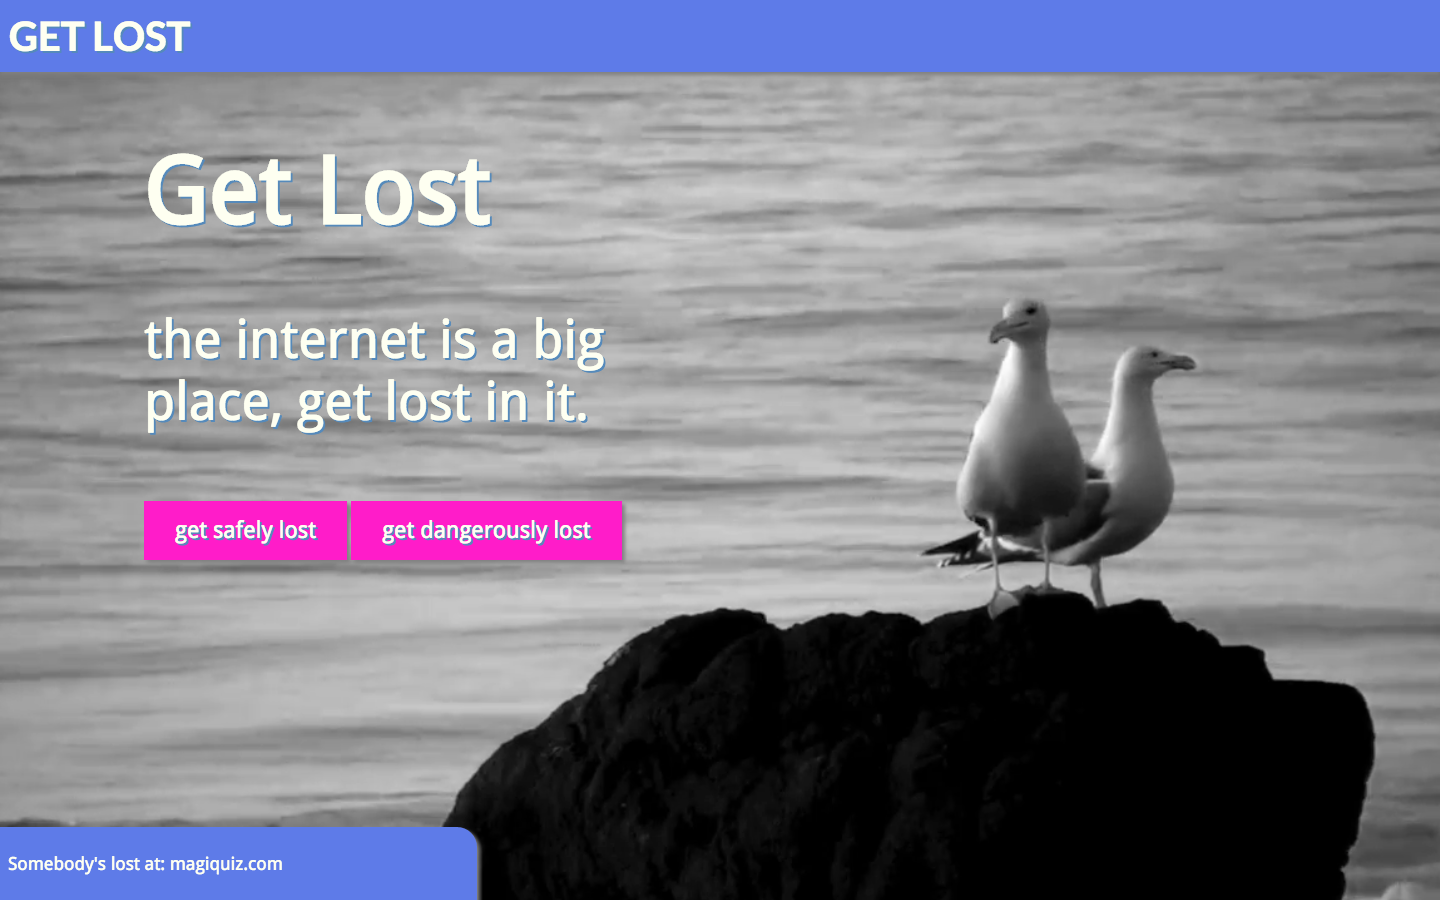 GET LOST
Get Lost
the internet is a big
place, get lost in it.
get safely lost
get dangerously lost
Somebody's lost at: magiquiz.com